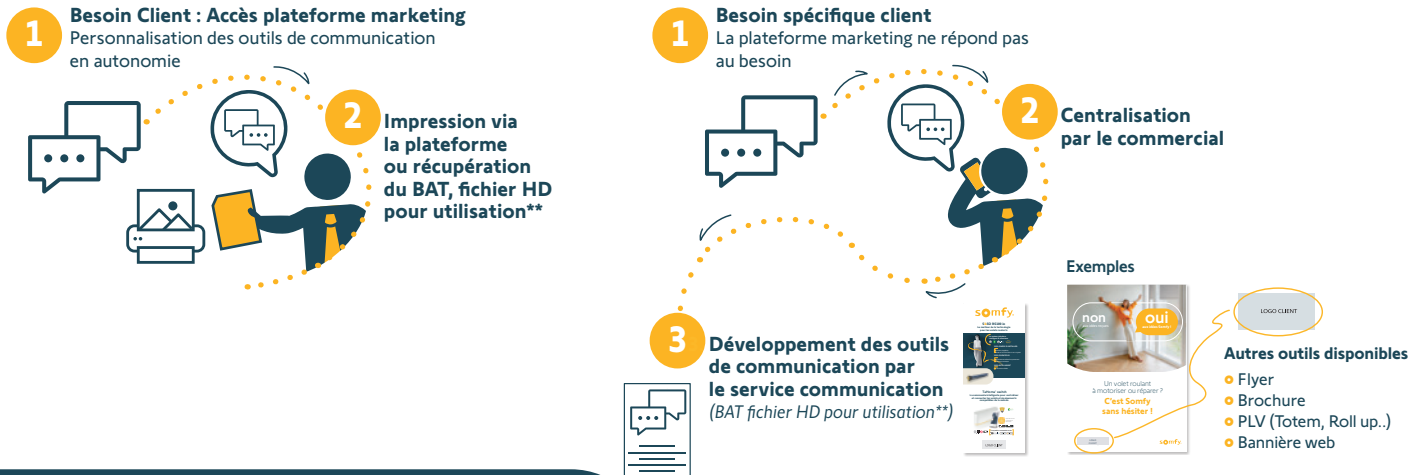 1
Besoin Client : Accès plateforme marketing
Personnalisation des outils de communication
en autonomie
2
Impression via
la plateforme
ou récupération
du BAT, fichier HD
pour utilisation**
1
Besoin spécifique client
La plateforme marketing ne répond pas
au besoin
2
Centralisation
par le commercial
3
Développement des outils
de communication par
le service communication
(BAT fichier HD pour utilisation**)
somfy.
Exemples
non
oui
Un volet roulant
à motoriser ou réparer ?
C'est Somfy
sans hésiter !
somfy.
LOGO CLIENT
Autres outils disponibles
Flyer
Brochure
PLV (Totem, Roll up..)
Bannière web